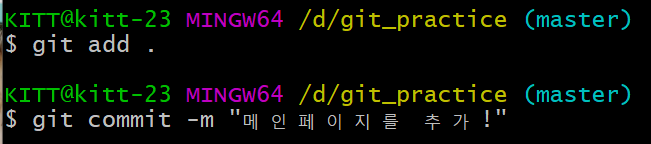 KITT@kitt-23 MINGW64 /d/git_practice (master)
$ git add .
KITT@kitt-23 MINGW64 /d/git_practice (master)
$ git commit -m "메인페이지를 추가!"